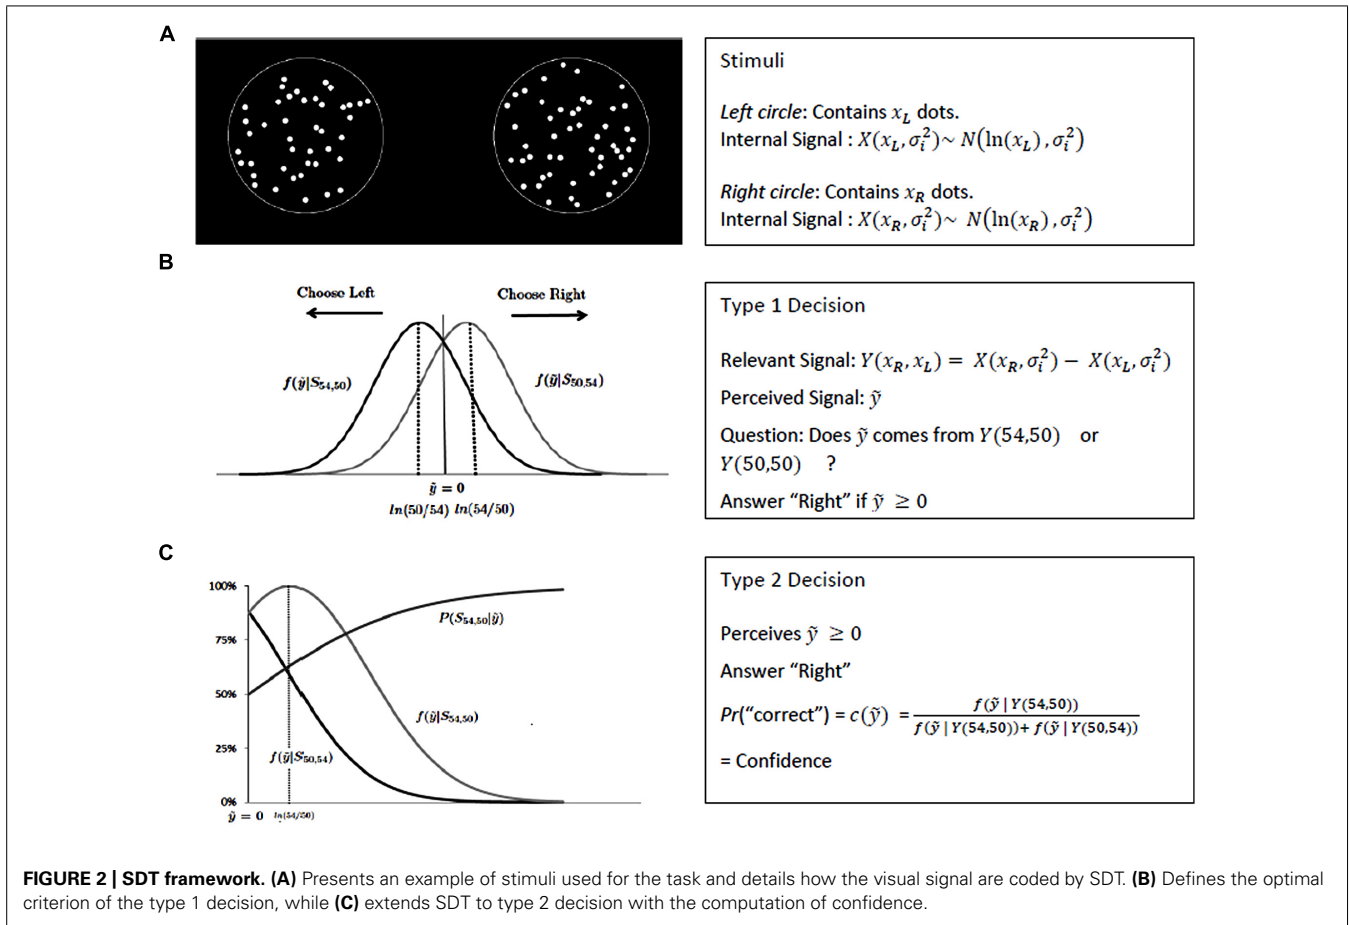 A
Stimuli
Left circle: Contains x_L dots.
Internal Signal : X(x_L, σ_i^2)~ N(ln(x_L) , σ_i^2)
Right circle: Contains x_R dots.
Internal Signal : X(x_R, σ_i^2)~ N(ln(x_R) , σ_i^2)
B
Choose Left
Choose Right
f(ỹ|S_54,50)
f(ỹ|S_50,54)
ỹ = 0
ln(50/54) ln(54/50)
Type 1 Decision
Relevant Signal: Y(x_R, x_L) = X(x_R, σ_i^2) − X(x_L, σ_i^2)
Perceived Signal: ỹ
Question: Does ỹ comes from Y(54,50) or
Y(50,50) ?
Answer “Right” if ỹ ≥ 0
C
100%
75%
50%
25%
0%
P(S_54,50|ỹ)
f(ỹ|S_54,50)
f(ỹ|S_50,54)
ỹ = 0 ln(54/50)
Type 2 Decision
Perceives ỹ ≥ 0
Answer “Right”
Pr(“correct”) = c(ỹ) = f(ỹ | Y(54,50)) / f(ỹ | Y(54,50))+ f(ỹ | Y(50,54))
= Confidence
FIGURE 2 | SDT framework. (A) Presents an example of stimuli used for the task and details how the visual signal are coded by SDT. (B) Defines the optimal
criterion of the type 1 decision, while (C) extends SDT to type 2 decision with the computation of confidence.